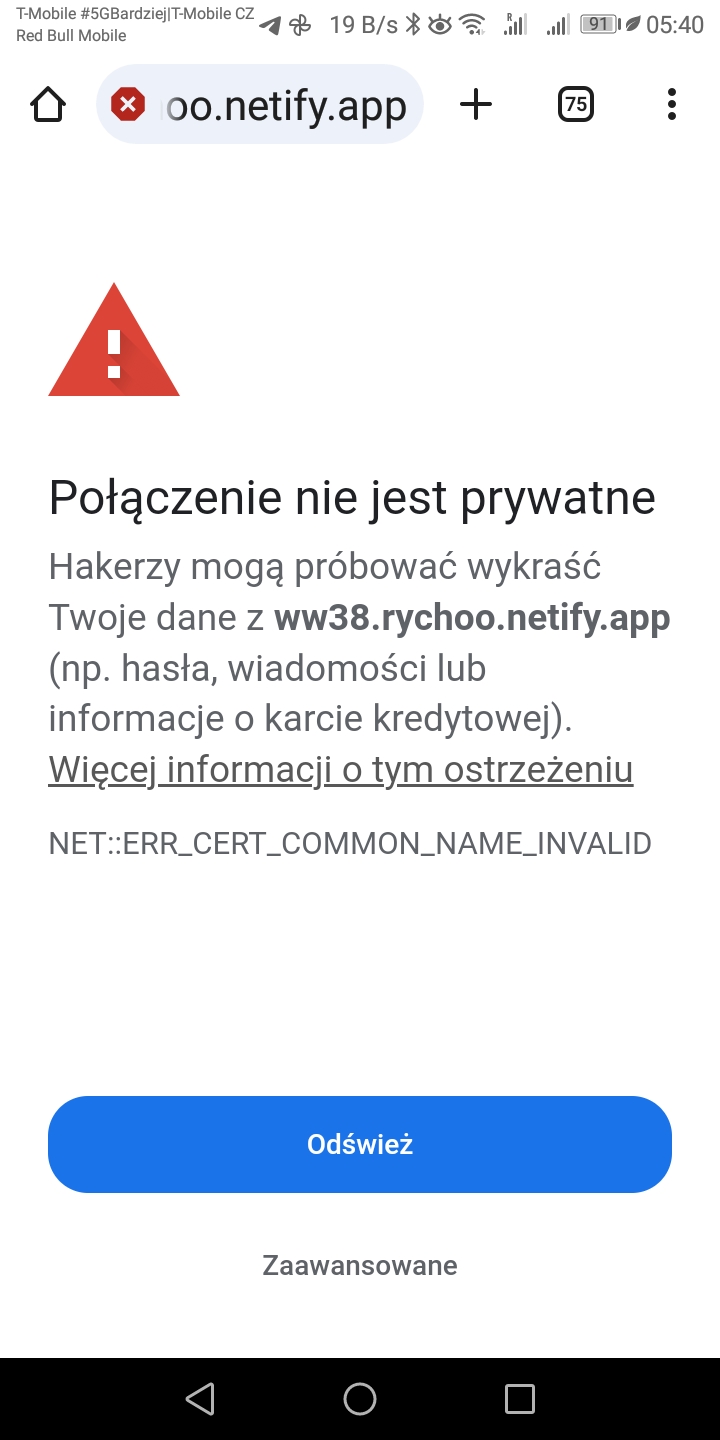 T-Mobile #5GBardziej|T-Mobile CZ
Red Bull Mobile
19 B/s
R
91
05:40
oo.netify.app
75
Połączenie nie jest prywatne
Hakerzy mogą próbować wykraść
Twoje dane z ww38.rychoo.netify.app
(np. hasła, wiadomości lub
informacje o karcie kredytowej).
Więcej informacji o tym ostrzeżeniu
NET::ERR_CERT_COMMON_NAME_INVALID
Odśwież
Zaawansowane